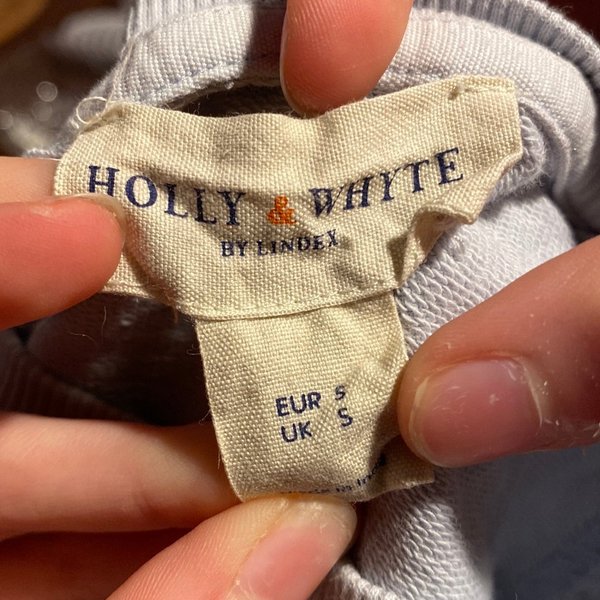 HOLLY & WHYTE
BY LINDEX
EUR S
UK S